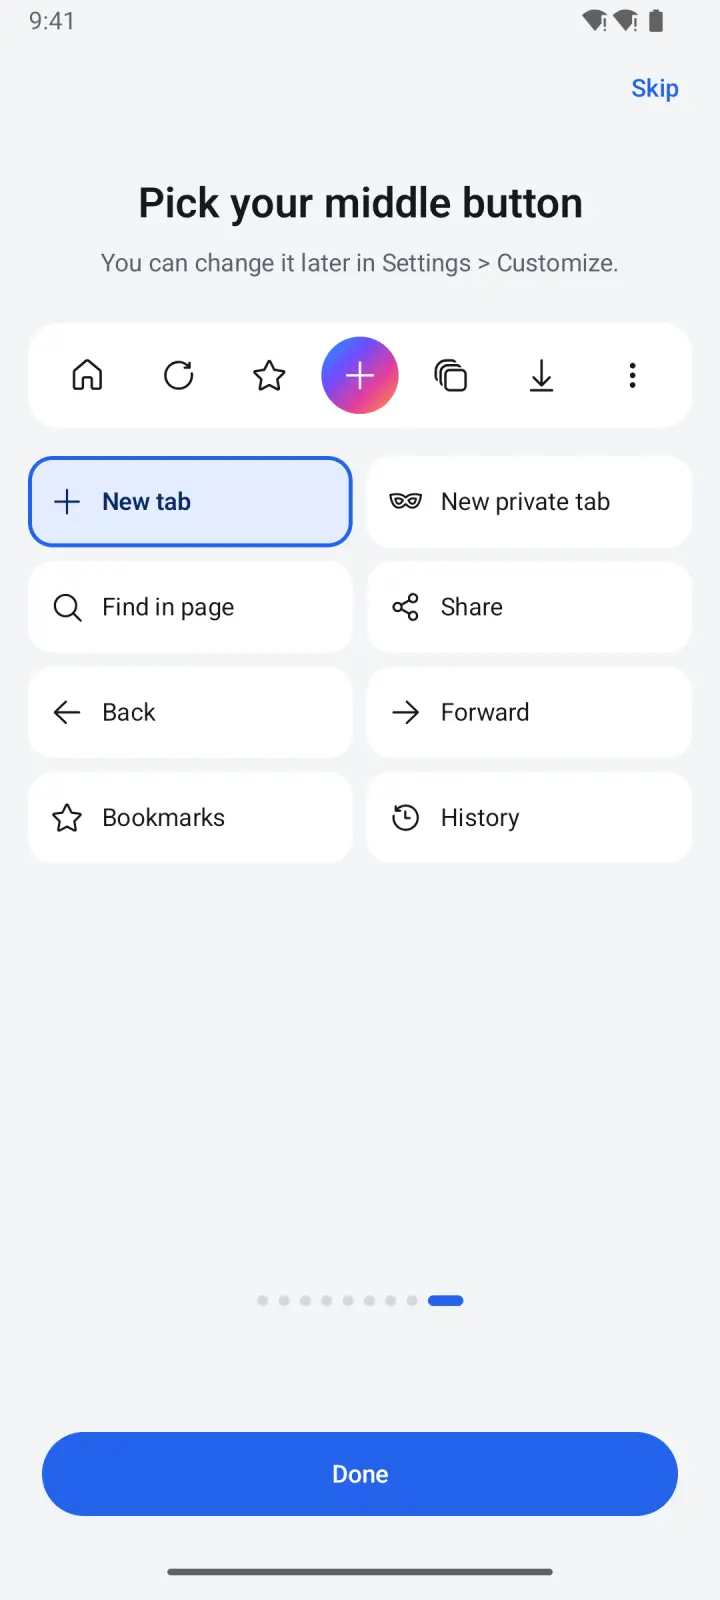 9:41
Skip
Pick your middle button
You can change it later in Settings > Customize.
New tab
New private tab
Find in page
Share
Back
Forward
Bookmarks
History
Done